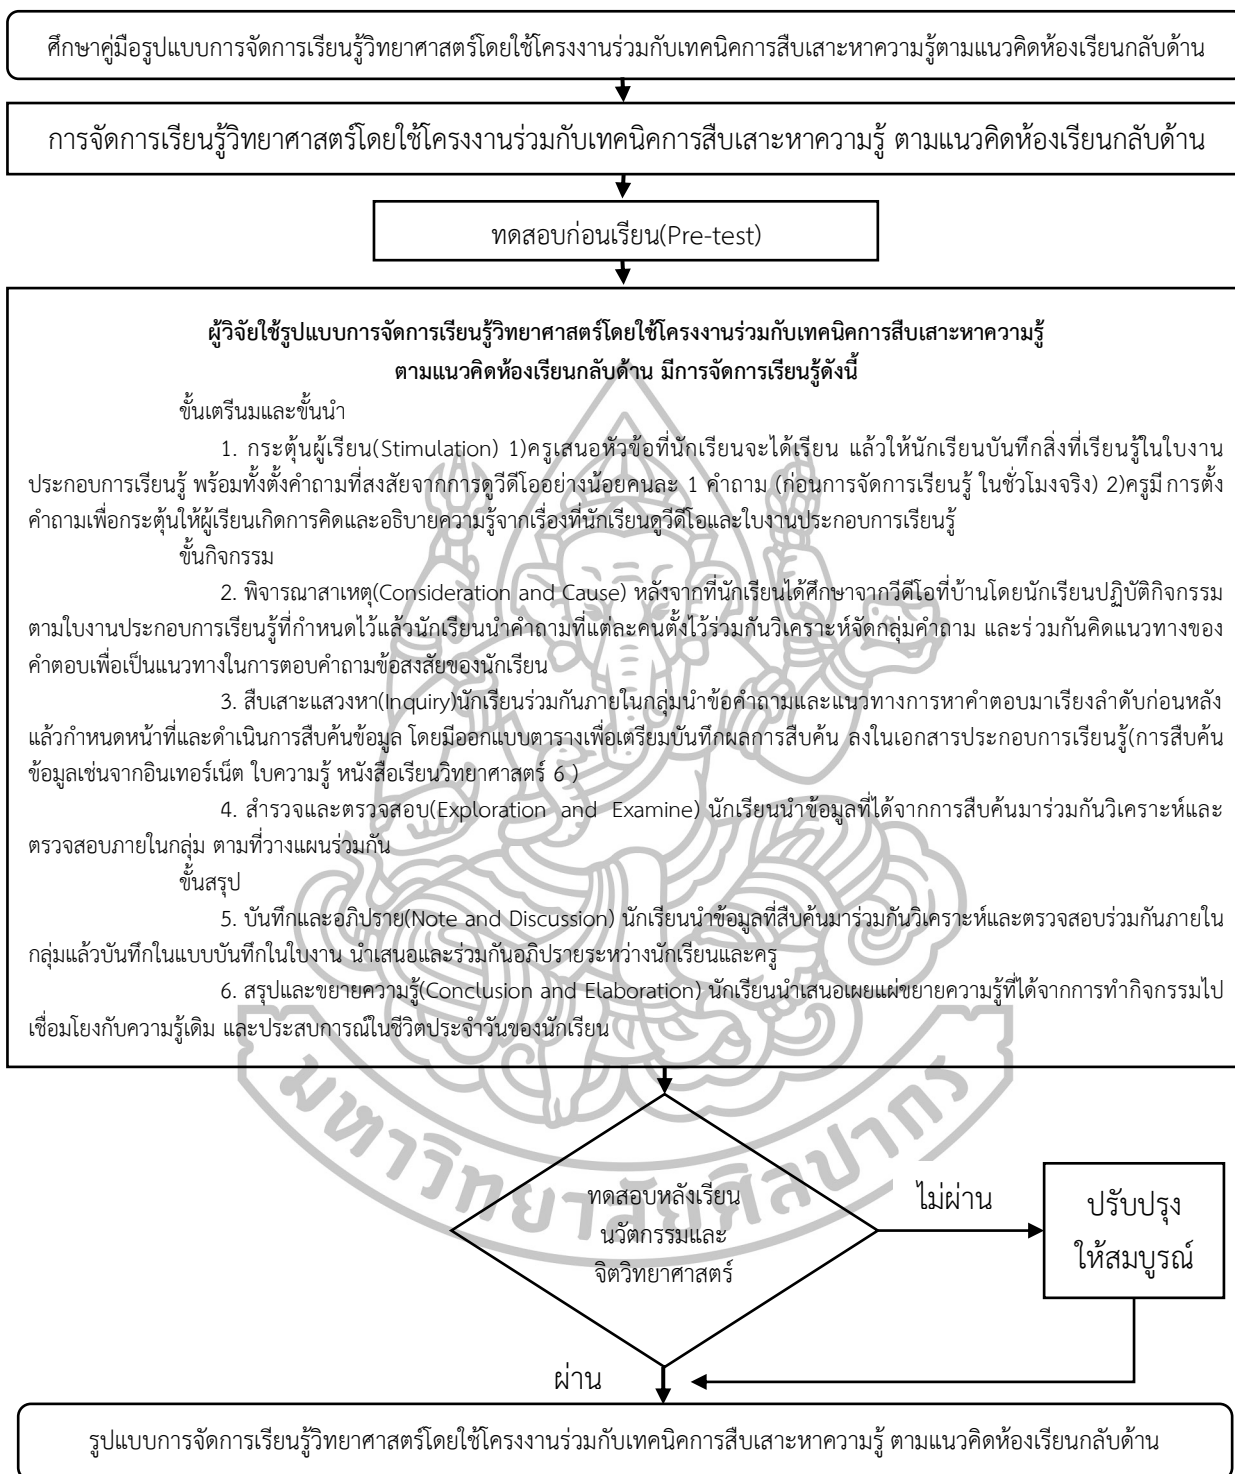 ศึกษาคู่มือรูปแบบการจัดการเรียนรู้วิทยาศาสตร์โดยใช้โครงงานร่วมกับเทคนิคการสืบเสาะหาความรู้ตามแนวคิดห้องเรียนกลับด้าน
การจัดการเรียนรู้วิทยาศาสตร์โดยใช้โครงงานร่วมกับเทคนิคการสืบเสาะหาความรู้ ตามแนวคิดห้องเรียนกลับด้าน
ทดสอบก่อนเรียน(Pre-test)
ผู้วิจัยใช้รูปแบบการจัดการเรียนรู้วิทยาศาสตร์โดยใช้โครงงานร่วมกับเทคนิคการสืบเสาะหาความรู้
ตามแนวคิดห้องเรียนกลับด้าน มีการจัดการเรียนรู้ดังนี้
ขั้นเตรีนมและขั้นนำ
1. กระตุ้นผู้เรียน(Stimulation) 1)ครูเสนอหัวข้อที่นักเรียนจะได้เรียน แล้วให้นักเรียนบันทึกสิ่งที่เรียนรู้ในใบงาน
ประกอบการเรียนรู้ พร้อมทั้งตั้งคำถามที่สงสัยจากการดูวีดีโออย่างน้อยคนละ 1 คำถาม (ก่อนการจัดการเรียนรู้ ในชั่วโมงจริง) 2)ครูมี การตั้ง
คำถามเพื่อกระตุ้นให้ผู้เรียนเกิดการคิดและอธิบายความรู้จากเรื่องที่นักเรียนดูวีดีโอและใบงานประกอบการเรียนรู้
ขั้นกิจกรรม
2. พิจารณาสาเหตุ(Consideration and Cause) หลังจากที่นักเรียนได้ศึกษาจากวีดีโอที่บ้านโดยนักเรียนปฏิบัติกิจกรรม
ตามใบงานประกอบการเรียนรู้ที่กำหนดไว้แล้วนักเรียนนำคำถามที่แต่ละคนตั้งไว้ร่วมกันวิเคราะห์จัดกลุ่มคำถาม และร่วมกันคิดแนวทางของ
คำตอบเพื่อเป็นแนวทางในการตอบคำถามข้อสงสัยของนักเรียน
3. สืบเสาะแสวงหา(Inquiry)นักเรียนร่วมกันภายในกลุ่มนำข้อคำถามและแนวทางการหาคำตอบมาเรียงลำดับก่อนหลัง
แล้วกำหนดหน้าที่และดำเนินการสืบค้นข้อมูล โดยมีออกแบบตารางเพื่อเตรียมบันทึกผลการสืบค้น ลงในเอกสารประกอบการเรียนรู้(การสืบค้น
ข้อมูลเช่นจากอินเทอร์เน็ต ใบความรู้ หนังสือเรียนวิทยาศาสตร์ 6 )
4. สำรวจและตรวจสอบ(Exploration and Examine) นักเรียนนำข้อมูลที่ได้จากการสืบค้นมาร่วมกันวิเคราะห์และ
ตรวจสอบภายในกลุ่ม ตามที่วางแผนร่วมกัน
ขั้นสรุป
5. บันทึกและอภิปราย(Note and Discussion) นักเรียนนำข้อมูลที่สืบค้นมาร่วมกันวิเคราะห์และตรวจสอบร่วมกันภายใน
กลุ่มแล้วบันทึกในแบบบันทึกในใบงาน นำเสนอและร่วมกันอภิปรายระหว่างนักเรียนและครู
6. สรุปและขยายความรู้(Conclusion and Elaboration) นักเรียนนำเสนอเผยแผ่ขยายความรู้ที่ได้จากการทำกิจกรรมไป
เชื่อมโยงกับความรู้เดิม และประสบการณ์ในชีวิตประจำวันของนักเรียน
มหาวิทยาลัยศิลปากร
ทดสอบหลังเรียน
นวัตกรรมและ
จิตวิทยาศาสตร์
ไม่ผ่าน
ปรับปรุง
ให้สมบูรณ์
ผ่าน
รูปแบบการจัดการเรียนรู้วิทยาศาสตร์โดยใช้โครงงานร่วมกับเทคนิคการสืบเสาะหาความรู้ ตามแนวคิดห้องเรียนกลับด้าน